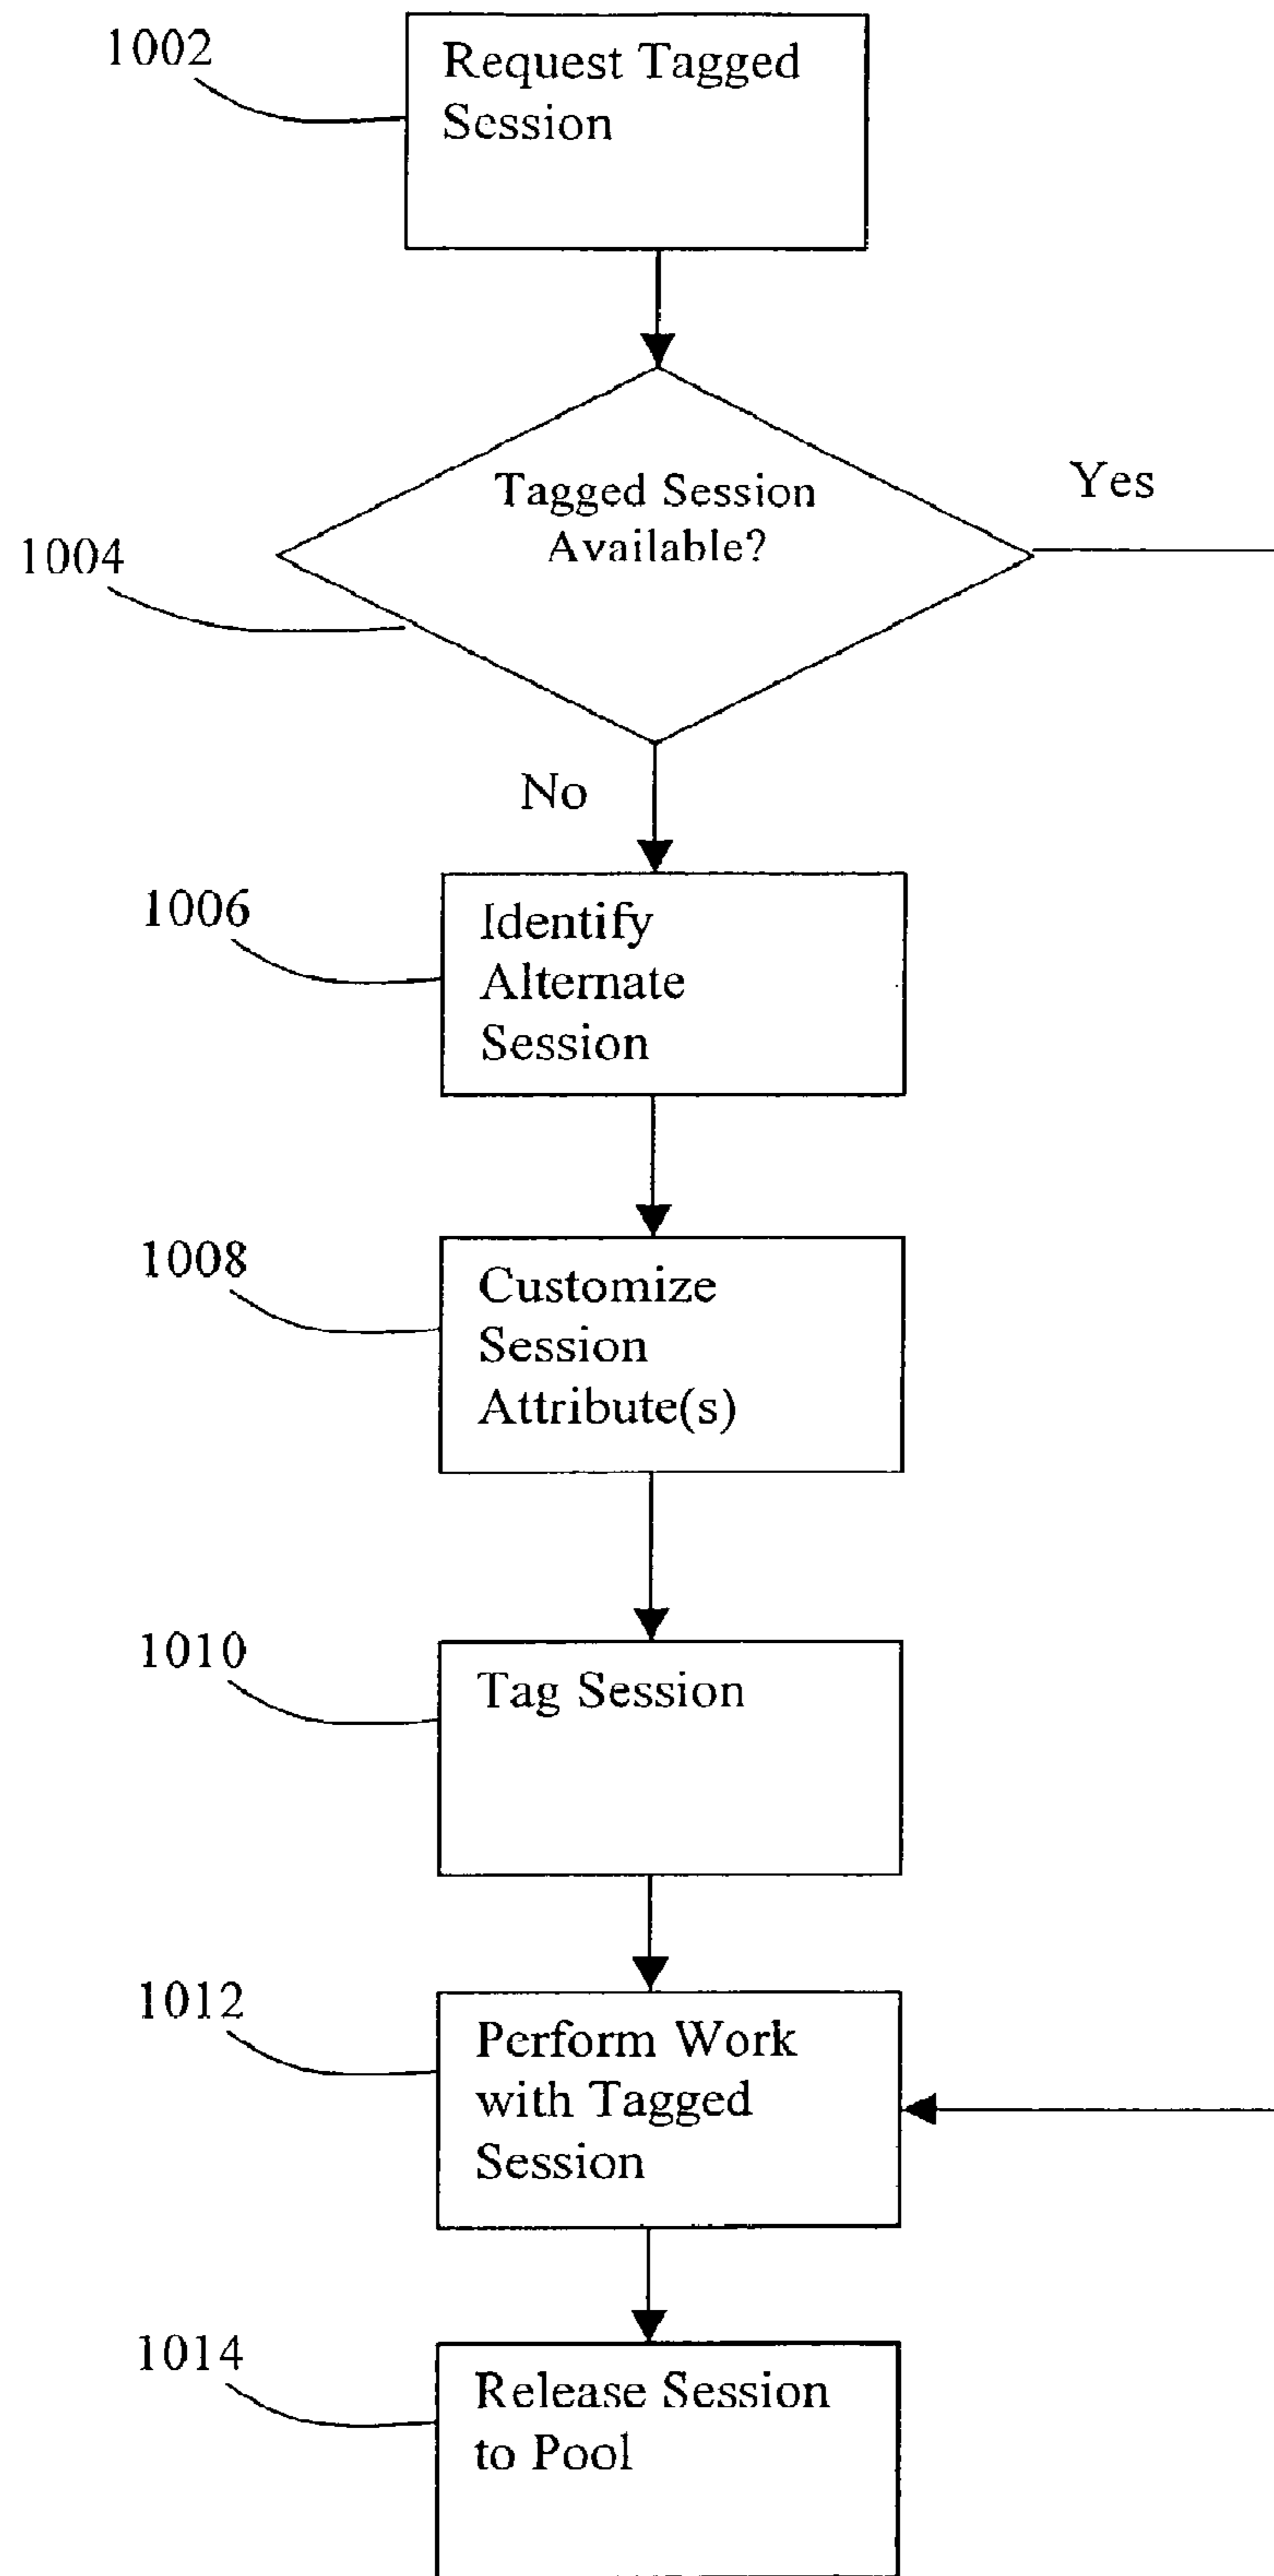 1002
Request Tagged
Session
Tagged Session
Available?
Yes
1004
No
1006
Identify
Alternate
Session
1008
Customize
Session
Attribute(s)
1010
Tag Session
1012
Perform Work
with Tagged
Session
1014
Release Session
to Pool